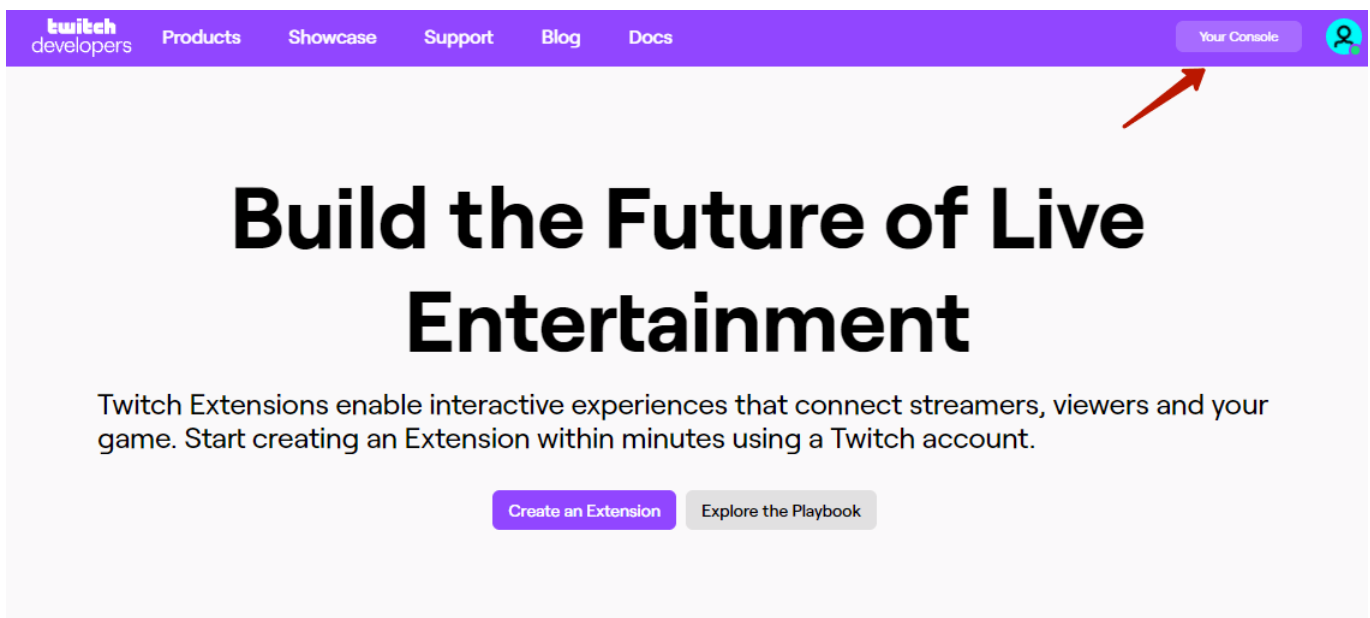 twitch
developers
Products
Showcase
Support
Blog
Docs
Your Console
Build the Future of Live
Entertainment
Twitch Extensions enable interactive experiences that connect streamers, viewers and your
game. Start creating an Extension within minutes using a Twitch account.
Create an Extension
Explore the Playbook